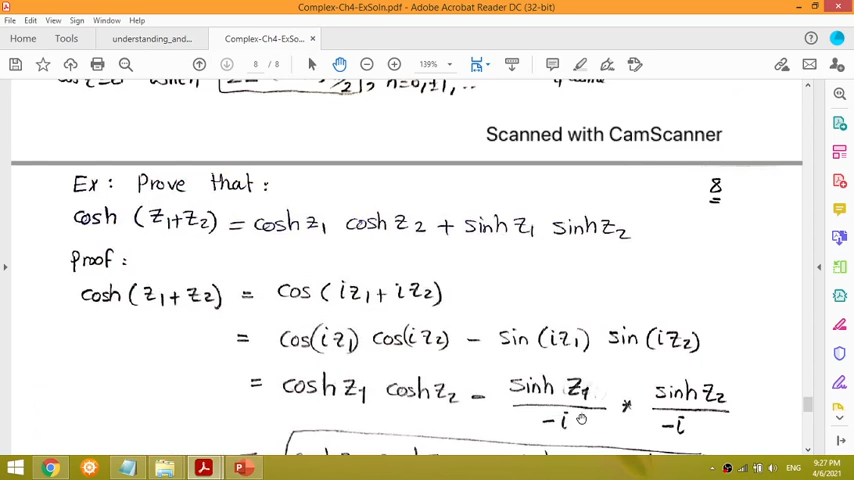 Complex-Ch4-ExSoln.pdf - Adobe Acrobat Reader DC (32-bit)
File Edit View Sign Window Help
Home Tools understanding_and_... Complex-Ch4-ExSo... ×
8 / 8 139%
n=0,±1,...
Scanned with CamScanner
Ex: Prove that: 8
cosh (z₁+z₂) = cosh z₁ cosh z₂ + sinh z₁ sinh z₂
Proof:
cosh (z₁+z₂) = cos (iz₁ + iz₂)
= cos(iz₁) cos(iz₂) − sin (iz₁) sin (iz₂)
= cosh z₁ cosh z₂ − sinh z₁ / −i * sinh z₂ / −i
ENG 9:27 PM
4/6/2021